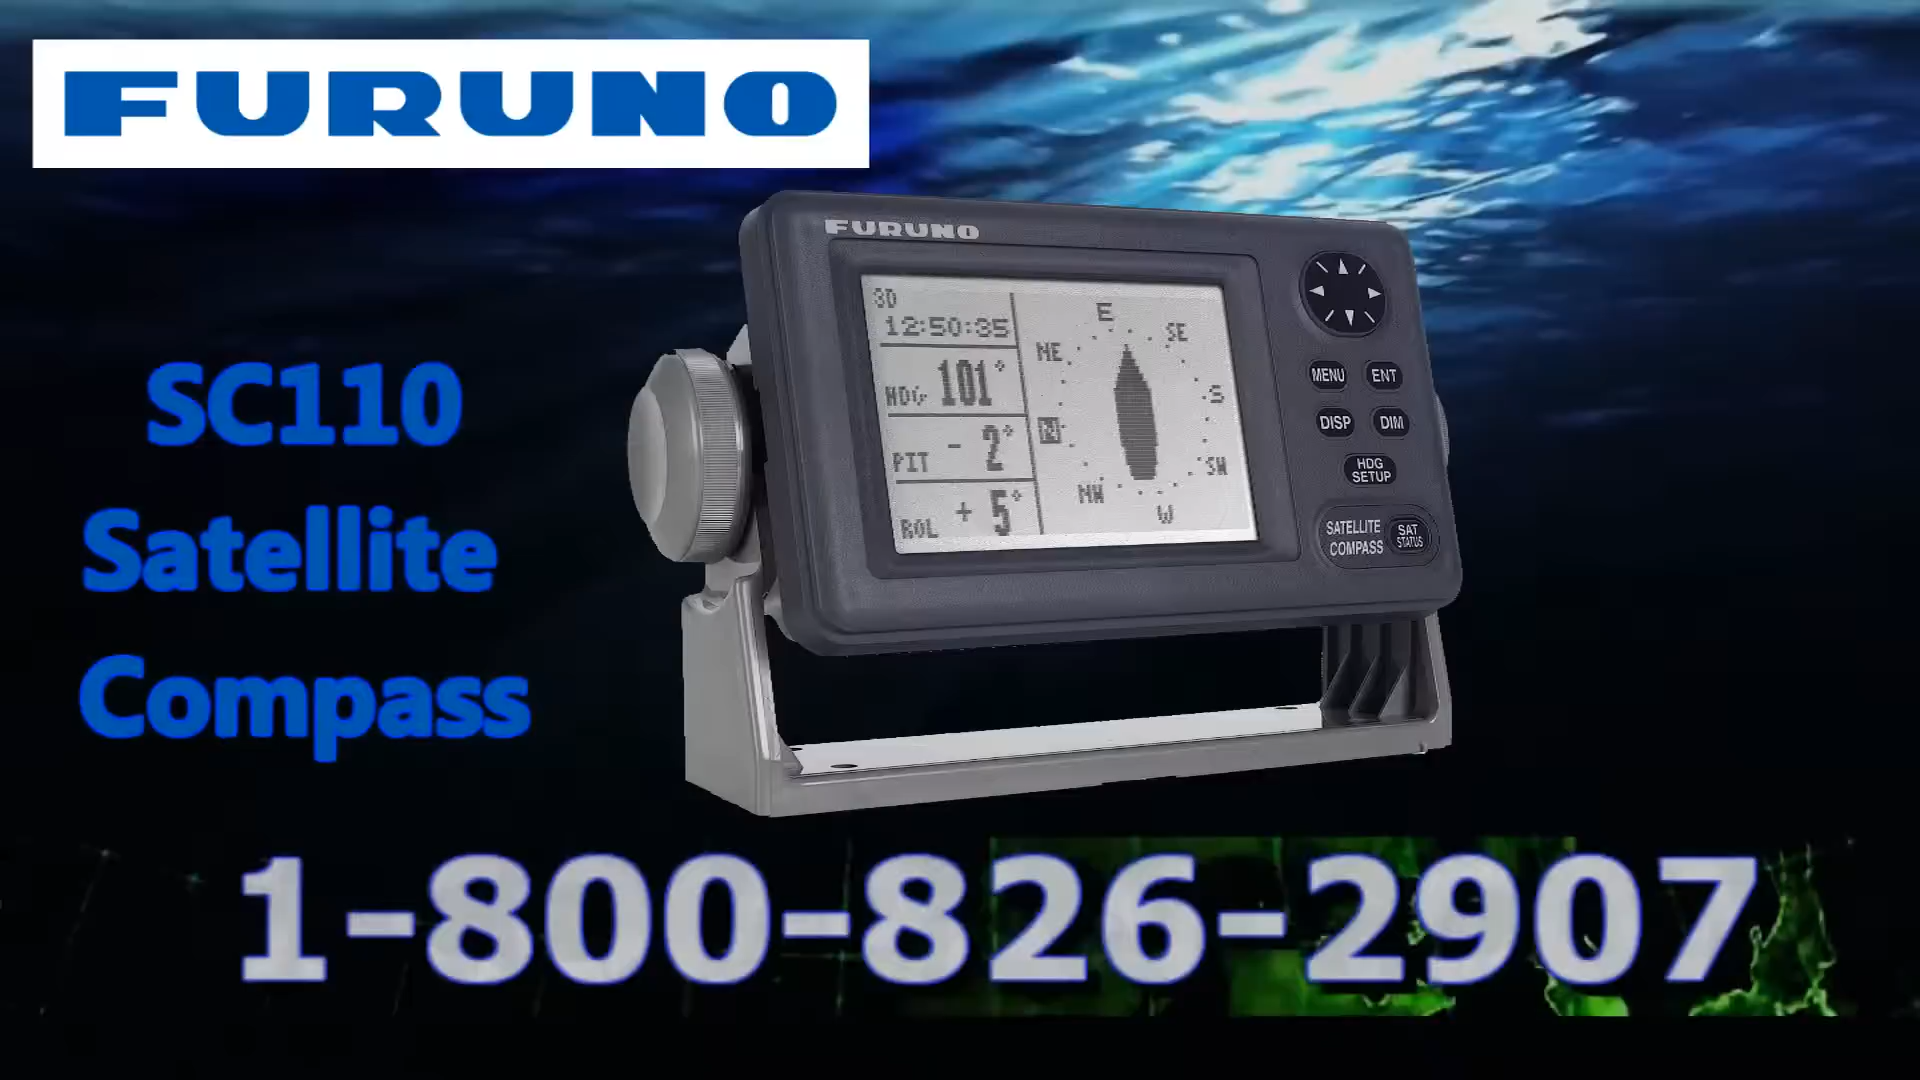 FURUNO
SC110
Satellite
Compass
FURUNO
3D
12:50:35
HDG 101°
PIT - 2°
ROL + 5°
E
NE
SE
N
S
NW
SW
W
MENU
ENT
DISP
DIM
HDG
SETUP
SATELLITE
COMPASS
SAT
STATUS
1-800-826-2907